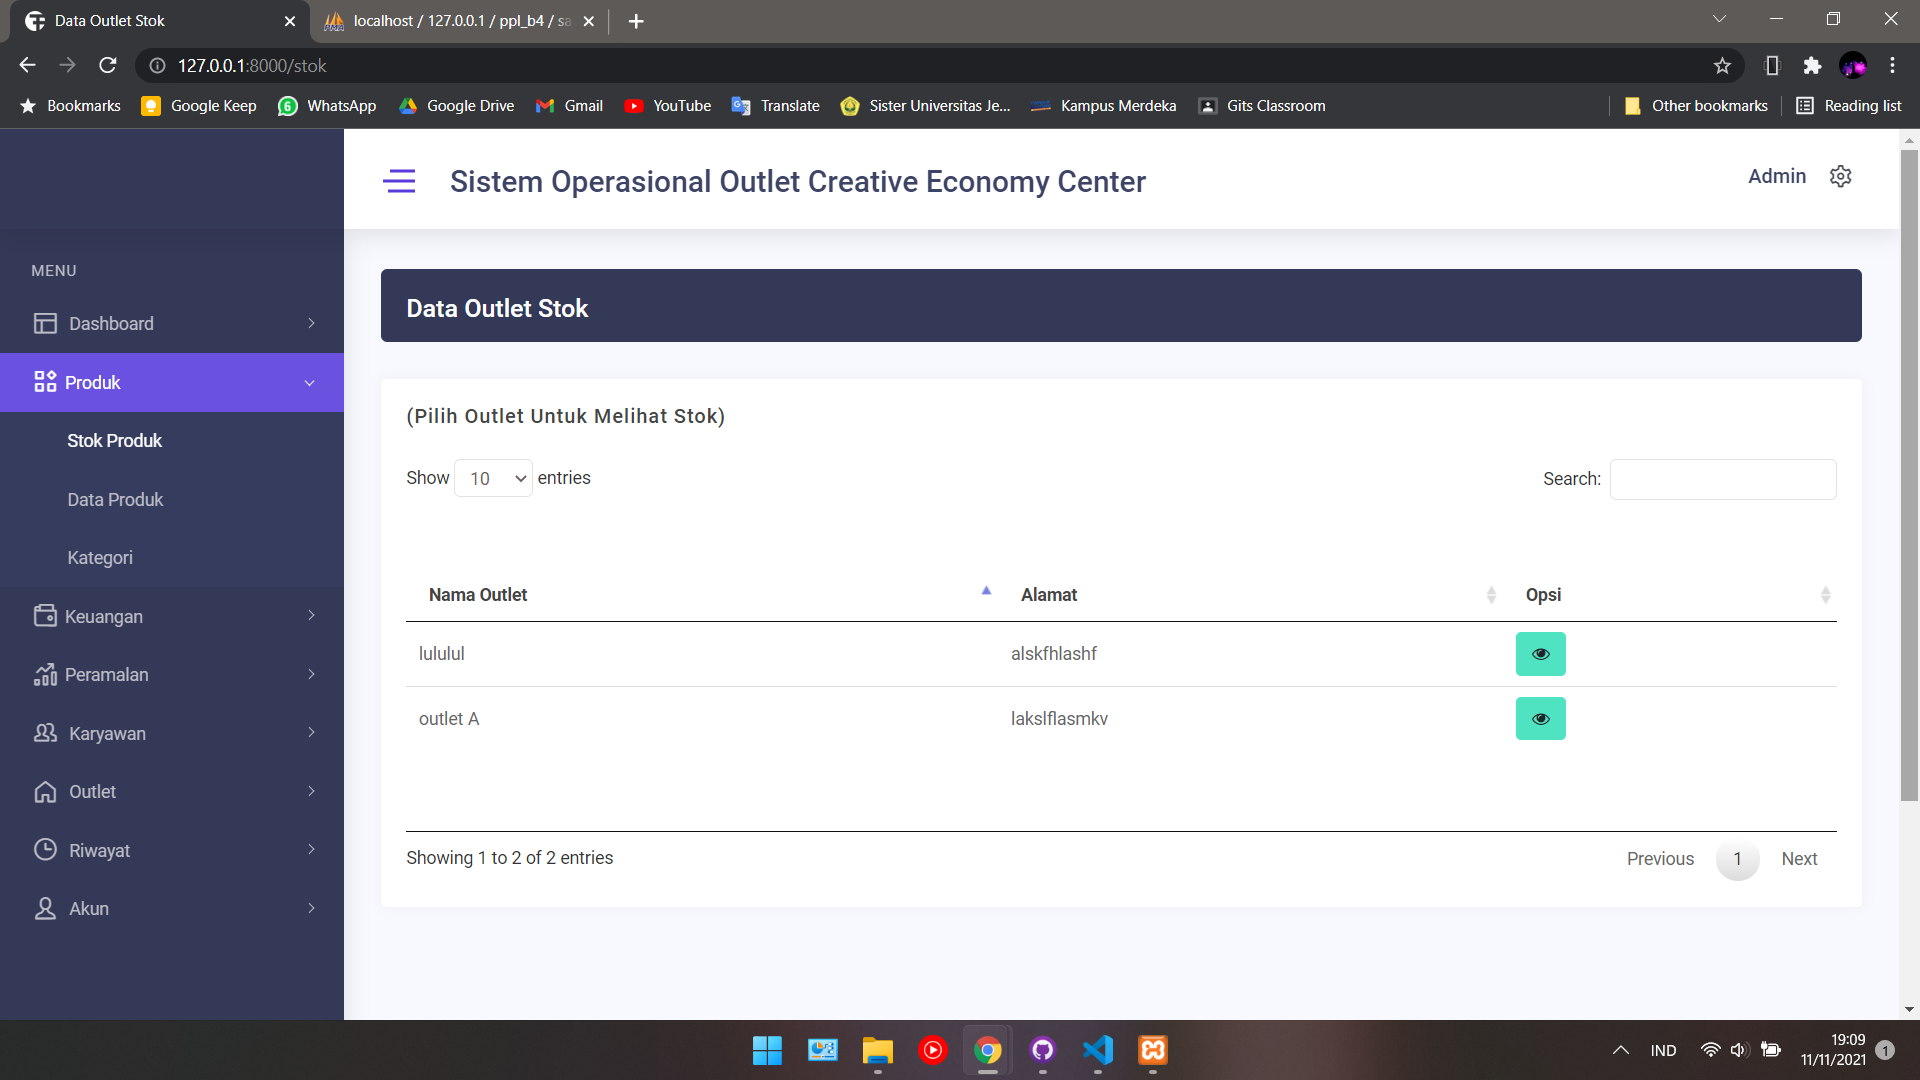 Data Outlet Stok
localhost / 127.0.0.1 / ppl_b4 / sa
127.0.0.1:8000/stok
Bookmarks
Google Keep
WhatsApp
Google Drive
Gmail
YouTube
Translate
Sister Universitas Je...
Kampus Merdeka
Gits Classroom
Other bookmarks
Reading list
Sistem Operasional Outlet Creative Economy Center
Admin
MENU
Dashboard
Produk
Stok Produk
Data Produk
Kategori
Keuangan
Peramalan
Karyawan
Outlet
Riwayat
Akun
Data Outlet Stok
(Pilih Outlet Untuk Melihat Stok)
Show 10 entries
Search:
Nama Outlet Alamat Opsi
lululul alskfhlashf
outlet A lakslflasmkv
Showing 1 to 2 of 2 entries
Previous 1 Next
IND
19:09
11/11/2021
1